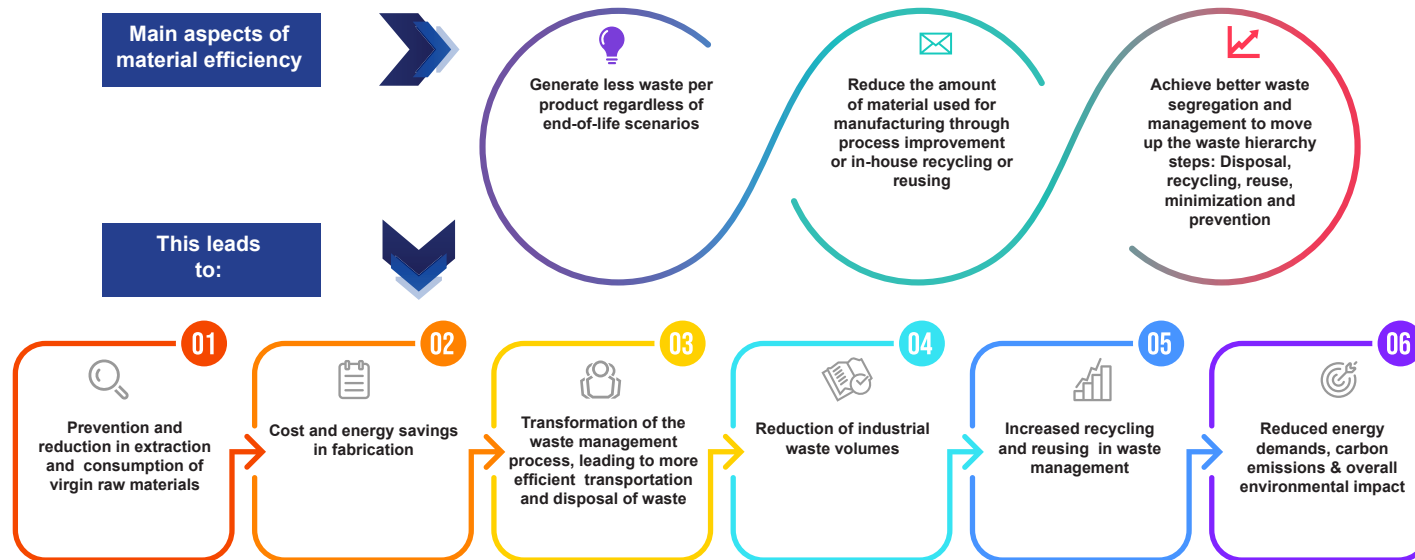 Main aspects of
material efficiency
Generate less waste per
product regardless of
end-of-life scenarios
Reduce the amount
of material used for
manufacturing through
process improvement
or in-house recycling or
reusing
Achieve better waste
segregation and
management to move
up the waste hierarchy
steps: Disposal,
recycling, reuse,
minimization and
prevention
This leads
to:
01
Prevention and
reduction in extraction
and consumption of
virgin raw materials
02
Cost and energy savings
in fabrication
03
Transformation of the
waste management
process, leading to more
efficient transportation
and disposal of waste
04
Reduction of industrial
waste volumes
05
Increased recycling
and reusing in waste
management
06
Reduced energy
demands, carbon
emissions & overall
environmental impact